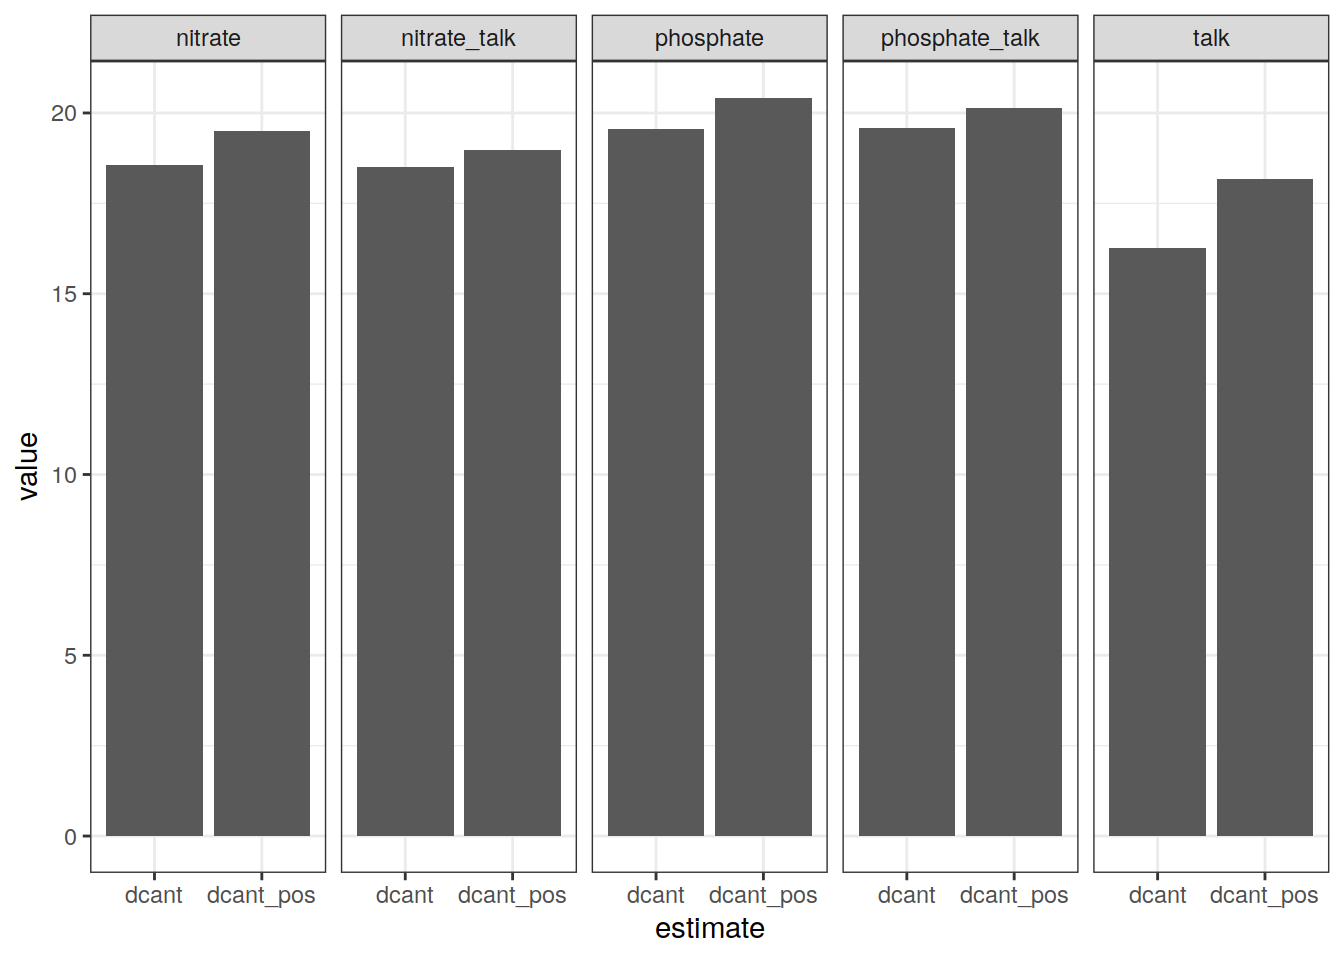 nitrate nitrate_talk phosphate phosphate_talk talk
value
20
15
10
5
0
dcant dcant_pos dcant dcant_pos dcant dcant_pos dcant dcant_pos dcant dcant_pos
estimate